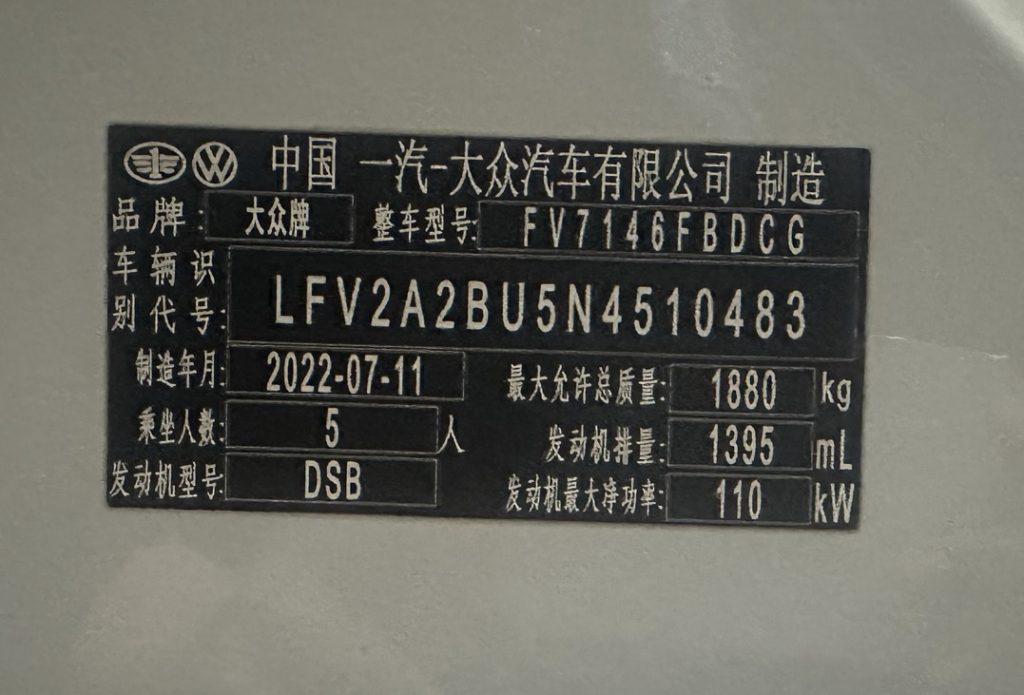 中国 一汽-大众汽车有限公司 制造
品牌: 大众牌 整车型号: FV7146FBDCG
车辆识
别代号: LFV2A2BU5N4510483
制造年月: 2022-07-11 最大允许总质量: 1880 kg
乘坐人数: 5 人 发动机排量: 1395 mL
发动机型号: DSB 发动机最大净功率: 110 kW